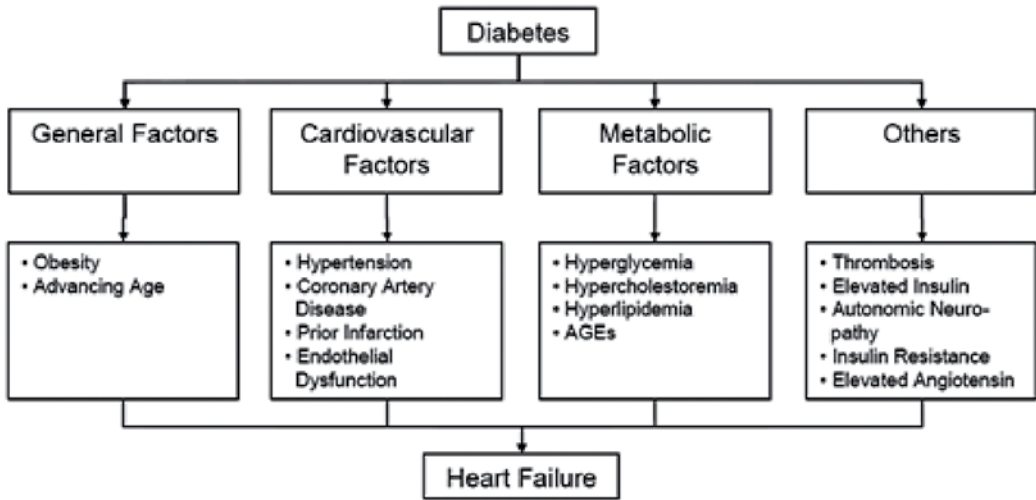 Diabetes
General Factors
Cardiovascular
Factors
Metabolic
Factors
Others
• Obesity
• Advancing Age
• Hypertension
• Coronary Artery
Disease
• Prior Infarction
• Endothelial
Dysfunction
• Hyperglycemia
• Hypercholestoremia
• Hyperlipidemia
• AGEs
• Thrombosis
• Elevated Insulin
• Autonomic Neuro-
pathy
• Insulin Resistance
• Elevated Angiotensin
Heart Failure